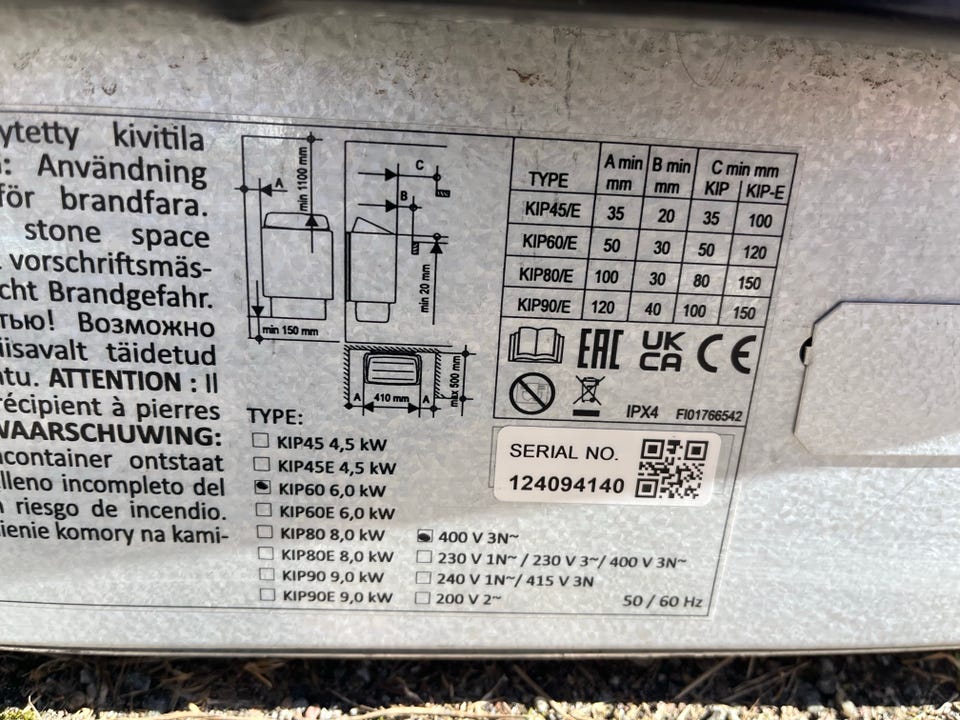 ytetty kivitila
: Användning
för brandfara.
stone space
vorschriftsmäs-
cht Brandgefahr.
тью! Возможно
iisavalt täidetud
tu. ATTENTION : Il
récipient à pierres
WAARSCHUWING:
ncontainer ontstaat
lleno incompleto del
n riesgo de incendio.
ienie komory na kami-
A
min 1100 mm
min 150 mm
C
B
min 20 mm
A
410 mm
A
max 500 mm
TYPE:
KIP45 4,5 kW
KIP45E 4,5 kW
KIP60 6,0 kW
KIP60E 6,0 kW
KIP80 8,0 kW
KIP80E 8,0 kW
KIP90 9,0 kW
KIP90E 9,0 kW
400 V 3N~
230 V 1N~ / 230 V 3~/ 400 V 3N~
240 V 1N~/ 415 V 3N
200 V 2~
50 / 60 Hz
TYPE A min mm B min mm C min mm KIP KIP-E
KIP45/E 35 20 35 100
KIP60/E 50 30 50 120
KIP80/E 100 30 80 150
KIP90/E 120 40 100 150
EAC UK CA CE
IPX4 FI01766542
SERIAL NO.
124094140